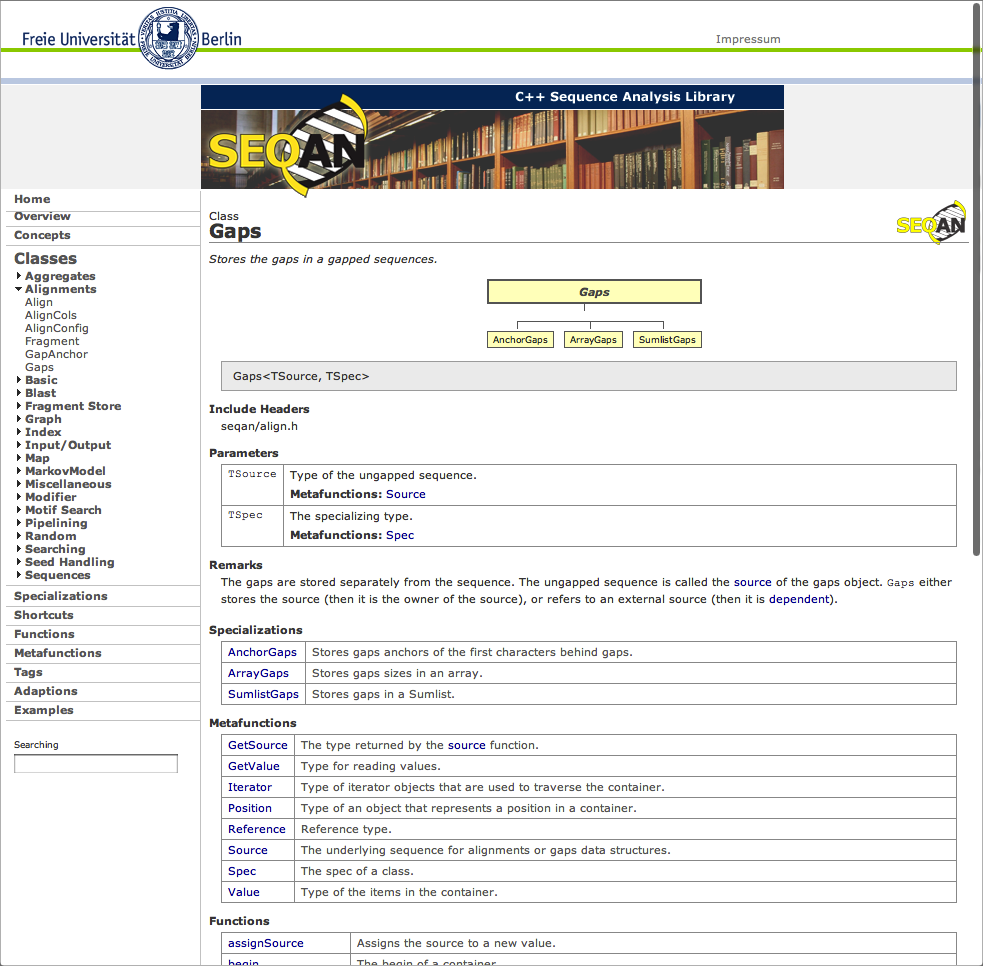 Freie Universität Berlin
Impressum
C++ Sequence Analysis Library
SEQAN
Home
Overview
Concepts
Classes
Aggregates
Alignments
Align
AlignCols
AlignConfig
Fragment
GapAnchor
Gaps
Basic
Blast
Fragment Store
Graph
Index
Input/Output
Map
MarkovModel
Miscellaneous
Modifier
Motif Search
Pipelining
Random
Searching
Seed Handling
Sequences
Specializations
Shortcuts
Functions
Metafunctions
Tags
Adaptions
Examples
Searching
Class
Gaps
SEQAN
Stores the gaps in a gapped sequences.
Gaps
AnchorGaps ArrayGaps SumlistGaps
Gaps<TSource, TSpec>
Include Headers
seqan/align.h
Parameters
TSource Type of the ungapped sequence.
Metafunctions: Source
TSpec The specializing type.
Metafunctions: Spec
Remarks
The gaps are stored separately from the sequence. The ungapped sequence is called the source of the gaps object. Gaps either
stores the source (then it is the owner of the source), or refers to an external source (then it is dependent).
Specializations
AnchorGaps Stores gaps anchors of the first characters behind gaps.
ArrayGaps Stores gaps sizes in an array.
SumlistGaps Stores gaps in a Sumlist.
Metafunctions
GetSource The type returned by the source function.
GetValue Type for reading values.
Iterator Type of iterator objects that are used to traverse the container.
Position Type of an object that represents a position in a container.
Reference Reference type.
Source The underlying sequence for alignments or gaps data structures.
Spec The spec of a class.
Value Type of the items in the container.
Functions
assignSource Assigns the source to a new value.
begin The begin of a container.